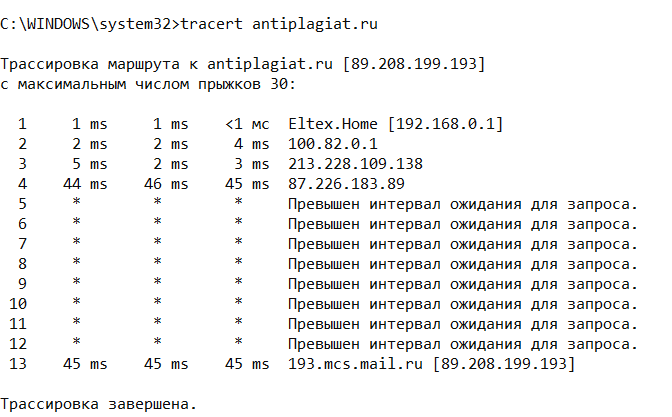 C:\WINDOWS\system32>tracert antiplagiat.ru
Трассировка маршрута к antiplagiat.ru [89.208.199.193]
с максимальным числом прыжков 30:
1 1 ms 1 ms <1 мс Eltex.Home [192.168.0.1]
2 2 ms 2 ms 4 ms 100.82.0.1
3 5 ms 2 ms 3 ms 213.228.109.138
4 44 ms 46 ms 45 ms 87.226.183.89
5 * * * Превышен интервал ожидания для запроса.
6 * * * Превышен интервал ожидания для запроса.
7 * * * Превышен интервал ожидания для запроса.
8 * * * Превышен интервал ожидания для запроса.
9 * * * Превышен интервал ожидания для запроса.
10 * * * Превышен интервал ожидания для запроса.
11 * * * Превышен интервал ожидания для запроса.
12 * * * Превышен интервал ожидания для запроса.
13 45 ms 45 ms 45 ms 193.mcs.mail.ru [89.208.199.193]
Трассировка завершена.